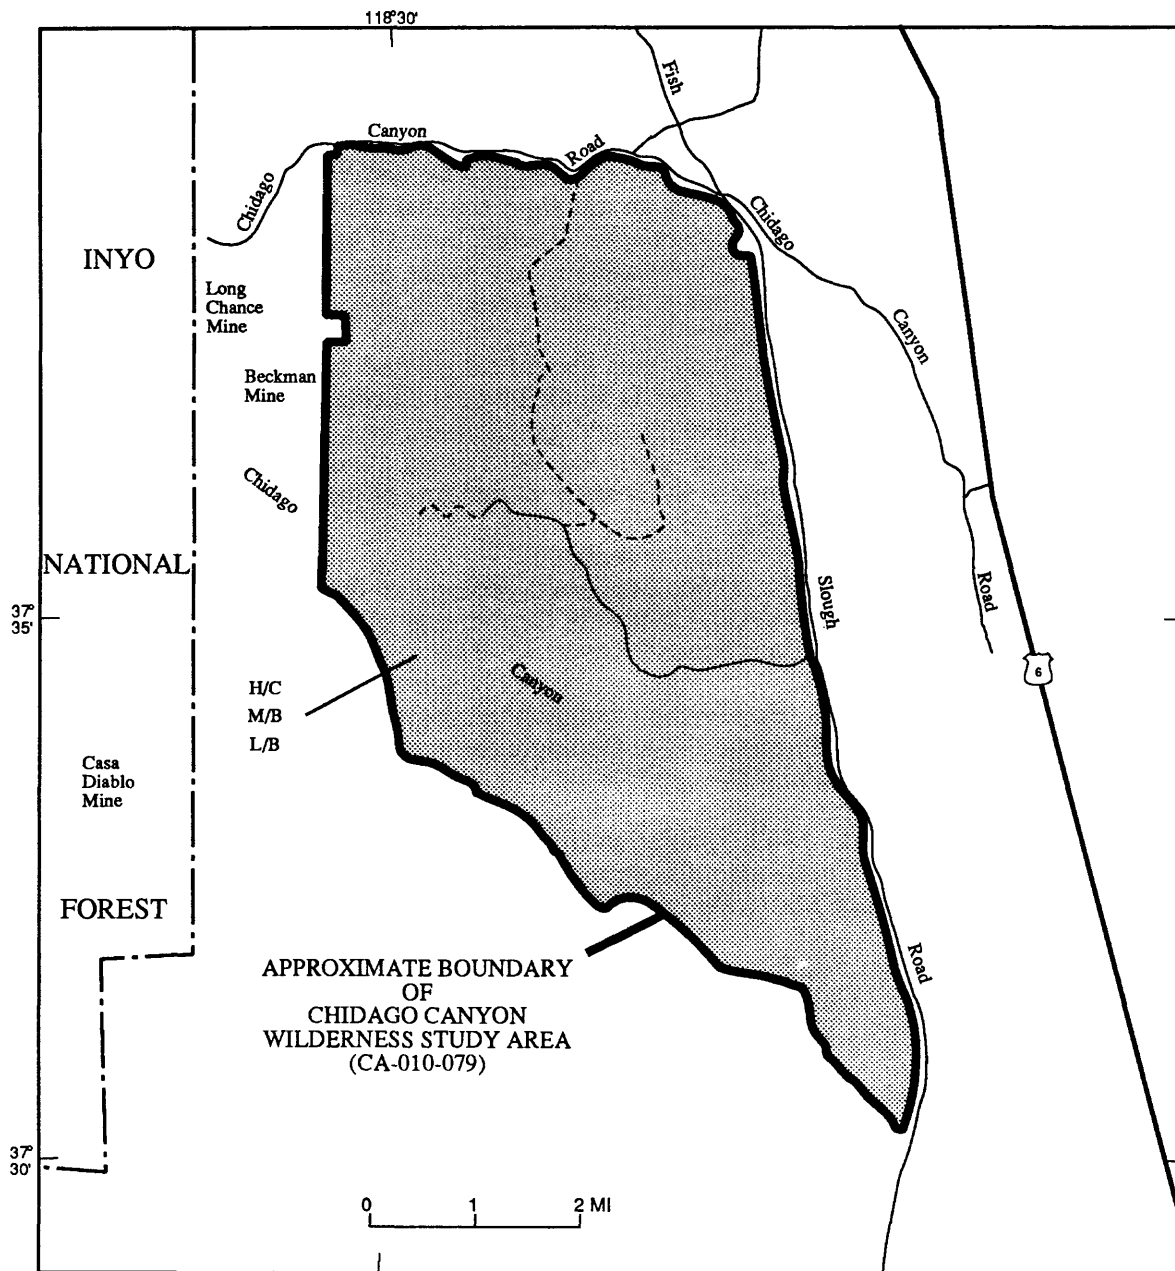 118°30'
Fish
Canyon
Road
Chidago
Chidago
INYO
Long
Chance
Mine
Canyon
Beckman
Mine
Chidago
NATIONAL
Slough
Road
37°
35'
6
Canyon
H/C
M/B
L/B
Casa
Diablo
Mine
FOREST
Road
APPROXIMATE BOUNDARY
OF
CHIDAGO CANYON
WILDERNESS STUDY AREA
(CA-010-079)
37°
30'
0 1 2 MI